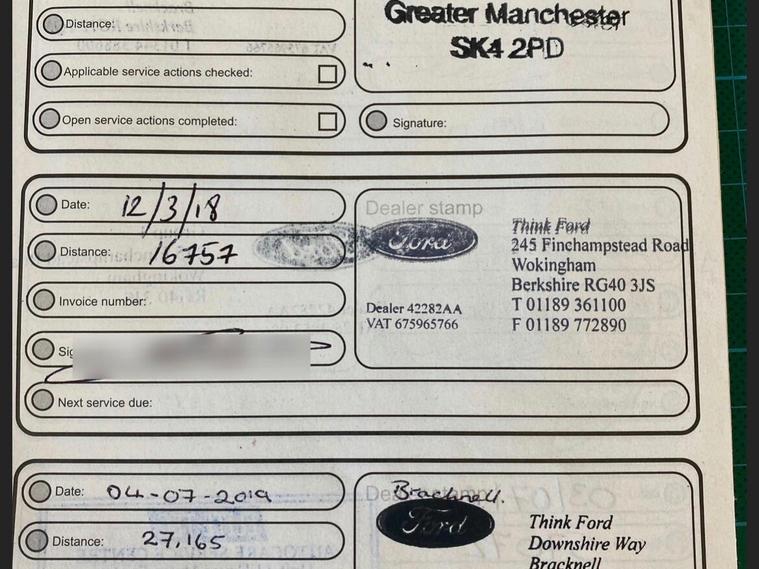 Distance:
Greater Manchester
SK4 2PD
Applicable service actions checked:
Open service actions completed:
Signature:
Date: 12/3/18
Dealer stamp
Distance: 16757
Ford
Think Ford
245 Finchampstead Road
Wokingham
Berkshire RG40 3JS
Invoice number:
Dealer 42282AA
T 01189 361100
VAT 675965766
F 01189 772890
Sig
Next service due:
Date: 04-07-2019
Bracknell.
Distance: 27,165
Ford
Think Ford
Downshire Way
Bracknell